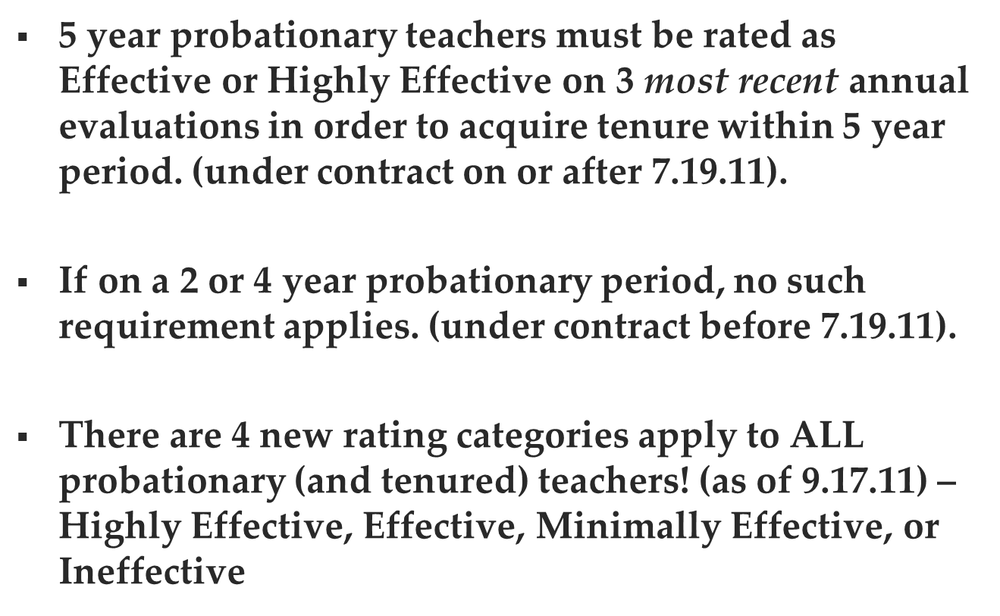 ▪ 5 year probationary teachers must be rated as
Effective or Highly Effective on 3 most recent annual
evaluations in order to acquire tenure within 5 year
period. (under contract on or after 7.19.11).
▪ If on a 2 or 4 year probationary period, no such
requirement applies. (under contract before 7.19.11).
▪ There are 4 new rating categories apply to ALL
probationary (and tenured) teachers! (as of 9.17.11) –
Highly Effective, Effective, Minimally Effective, or
Ineffective